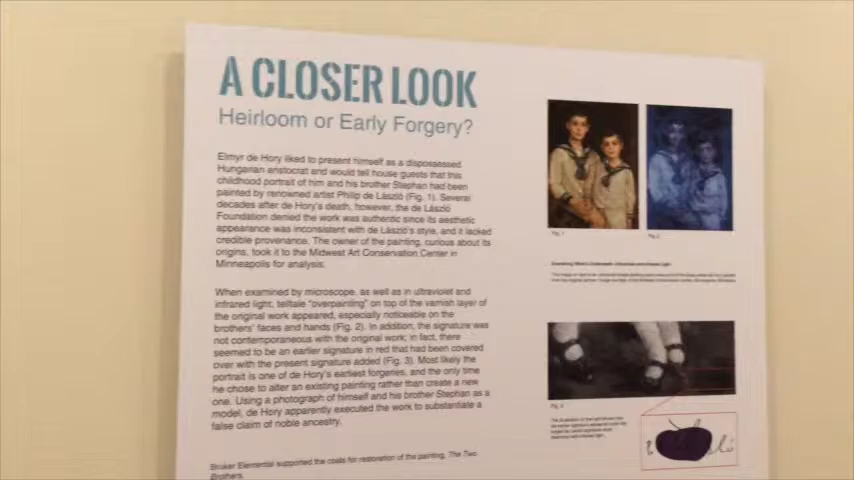 A CLOSER LOOK
Heirloom or Early Forgery?
Elmyr de Hory liked to present himself as a dispossessed
Hungarian aristocrat and would tell house guests that this
childhood portrait of him and his brother Stephan had been
painted by renowned artist Philip de László (Fig. 1). Several
decades after de Hory's death, however, the de László
Foundation denied the work was authentic since its aesthetic
appearance was inconsistent with de László's style, and it lacked
credible provenance. The owner of the painting, curious about its
origins, took it to the Midwest Art Conservation Center in
Minneapolis for analysis.
When examined by microscope, as well as in ultraviolet and
infrared light, telltale "overpainting" on top of the varnish layer of
the original work appeared, especially noticeable on the
brothers' faces and hands (Fig. 2). In addition, the signature was
not contemporaneous with the original work; in fact, there
seemed to be an earlier signature in red that had been covered
over with the present signature added (Fig. 3). Most likely the
portrait is one of de Hory's earliest forgeries, and the only time
he chose to alter an existing painting rather than create a new
one. Using a photograph of himself and his brother Stephan as a
model, de Hory apparently executed the work to substantiate a
false claim of noble ancestry.
Bruker Elemental supported the costs for restoration of the painting, The Two
Brothers.
Fig. 1
Fig. 2
Fig. 3